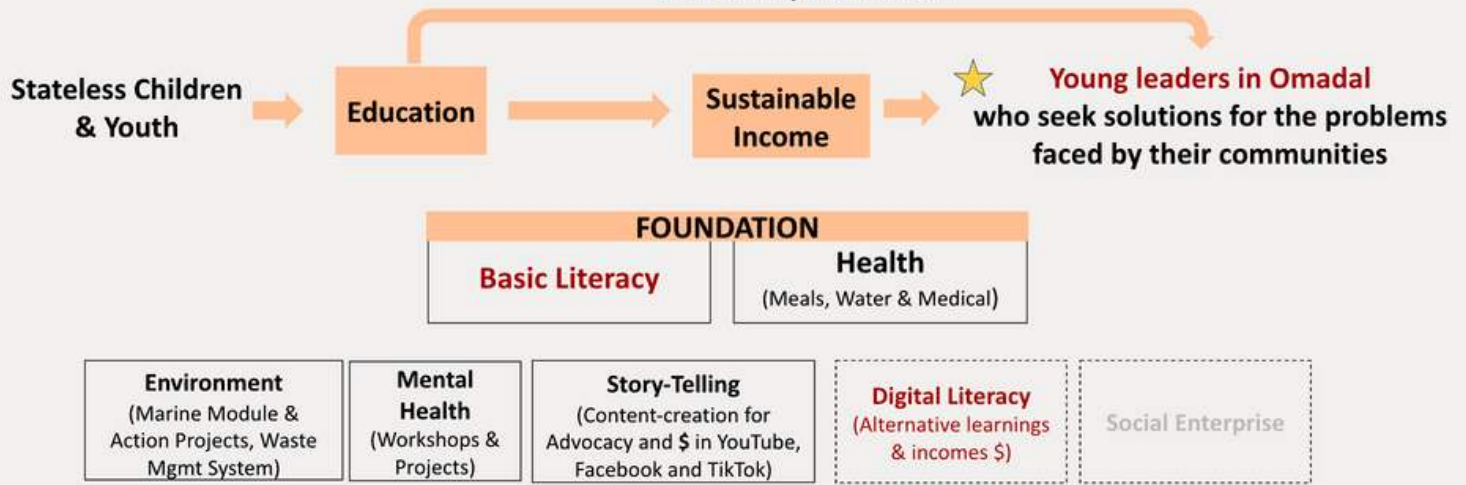 Stateless Children
& Youth
Education
Sustainable
Income
Young leaders in Omadal
who seek solutions for the problems
faced by their communities
FOUNDATION
Basic Literacy
Health
(Meals, Water & Medical)
Environment
(Marine Module &
Action Projects, Waste
Mgmt System)
Mental
Health
(Workshops &
Projects)
Story-Telling
(Content-creation for
Advocacy and $ in YouTube,
Facebook and TikTok)
Digital Literacy
(Alternative learnings
& incomes $)
Social Enterprise